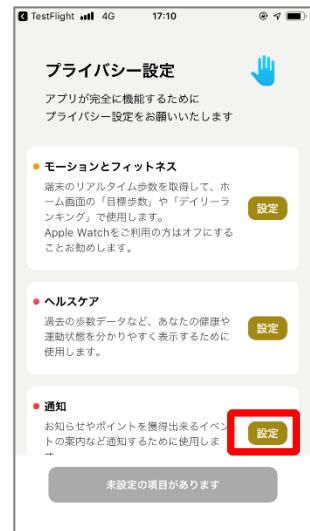 TestFlight 4G 17:10
プライバシー設定
アプリが完全に機能するために
プライバシー設定をお願いいたします
モーションとフィットネス
端末のリアルタイム歩数を取得して、ホ
ーム画面の「目標歩数」や「デイリーラ
ンキング」で使用します。
Apple Watchをご利用の方はオフにする
ことお勧めします。
設定
ヘルスケア
過去の歩数データなど、あなたの健康や
運動状態を分かりやすく表示するために
使用します。
設定
通知
お知らせやポイントを獲得出来るイベン
トの案内など通知するために使用しま
設定
未設定の項目があります